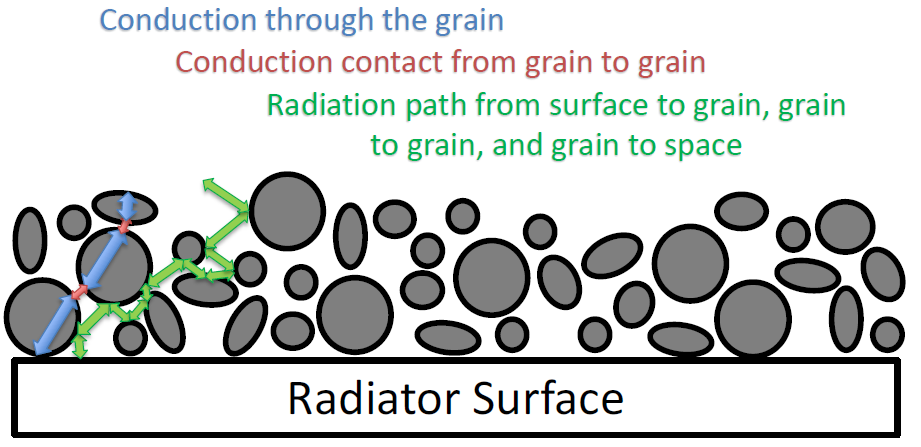 Conduction through the grain
Conduction contact from grain to grain
Radiation path from surface to grain, grain
to grain, and grain to space
Radiator Surface